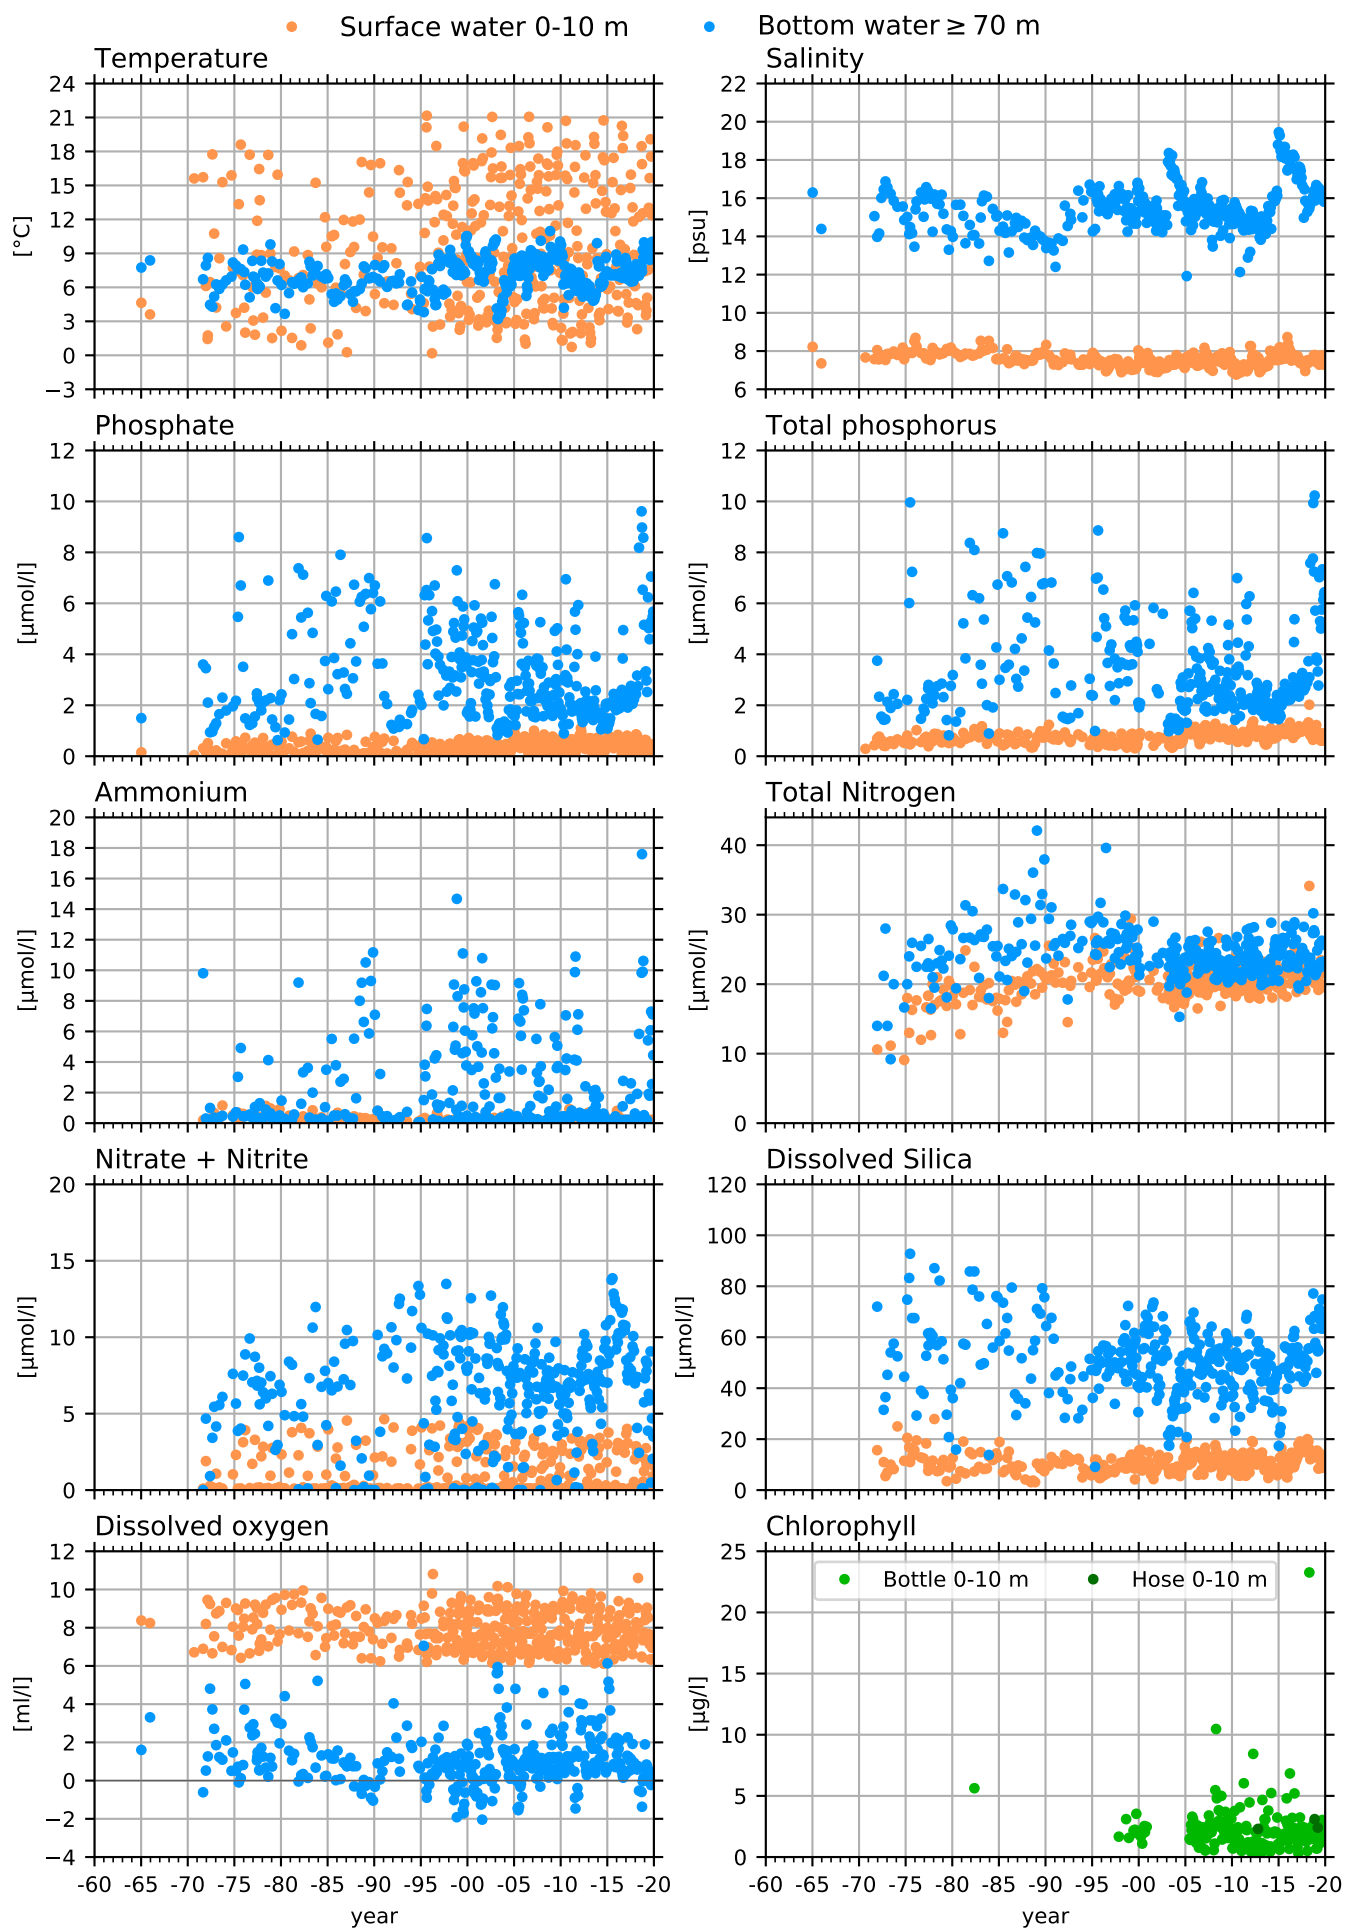 Surface water 0-10 m
Bottom water ≥ 70 m
Temperature
[°C]
24
21
18
15
12
9
6
3
0
−3
Salinity
[psu]
22
20
18
16
14
12
10
8
6
Phosphate
[µmol/l]
12
10
8
6
4
2
0
Total phosphorus
[µmol/l]
12
10
8
6
4
2
0
Ammonium
[µmol/l]
20
18
16
14
12
10
8
6
4
2
0
Total Nitrogen
[µmol/l]
40
30
20
10
0
Nitrate + Nitrite
[µmol/l]
20
15
10
5
0
Dissolved Silica
[µmol/l]
120
100
80
60
40
20
0
Dissolved oxygen
[ml/l]
12
10
8
6
4
2
0
−2
−4
-60 -65 -70 -75 -80 -85 -90 -95 -00 -05 -10 -15 -20
year
Chlorophyll
Bottle 0-10 m
Hose 0-10 m
[µg/l]
25
20
15
10
5
0
-60 -65 -70 -75 -80 -85 -90 -95 -00 -05 -10 -15 -20
year